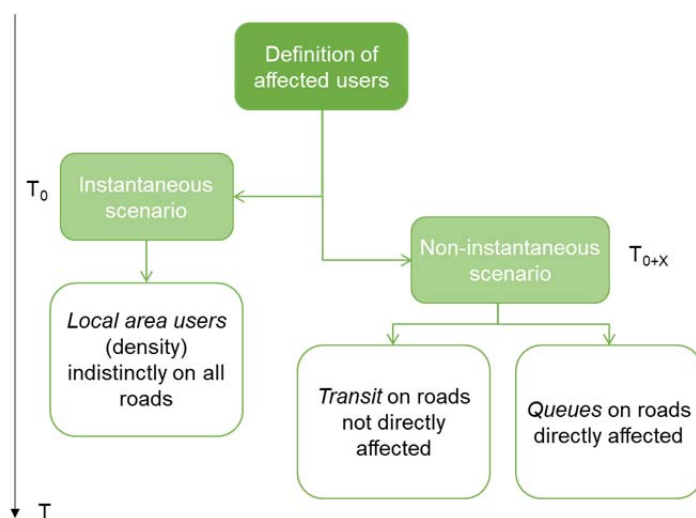 Definition of
affected users
T0
Instantaneous
scenario
Non-instantaneous
scenario
T0+X
Local area users
(density)
indistinctly on all
roads
Transit on roads
not directly
affected
Queues on roads
directly affected
T